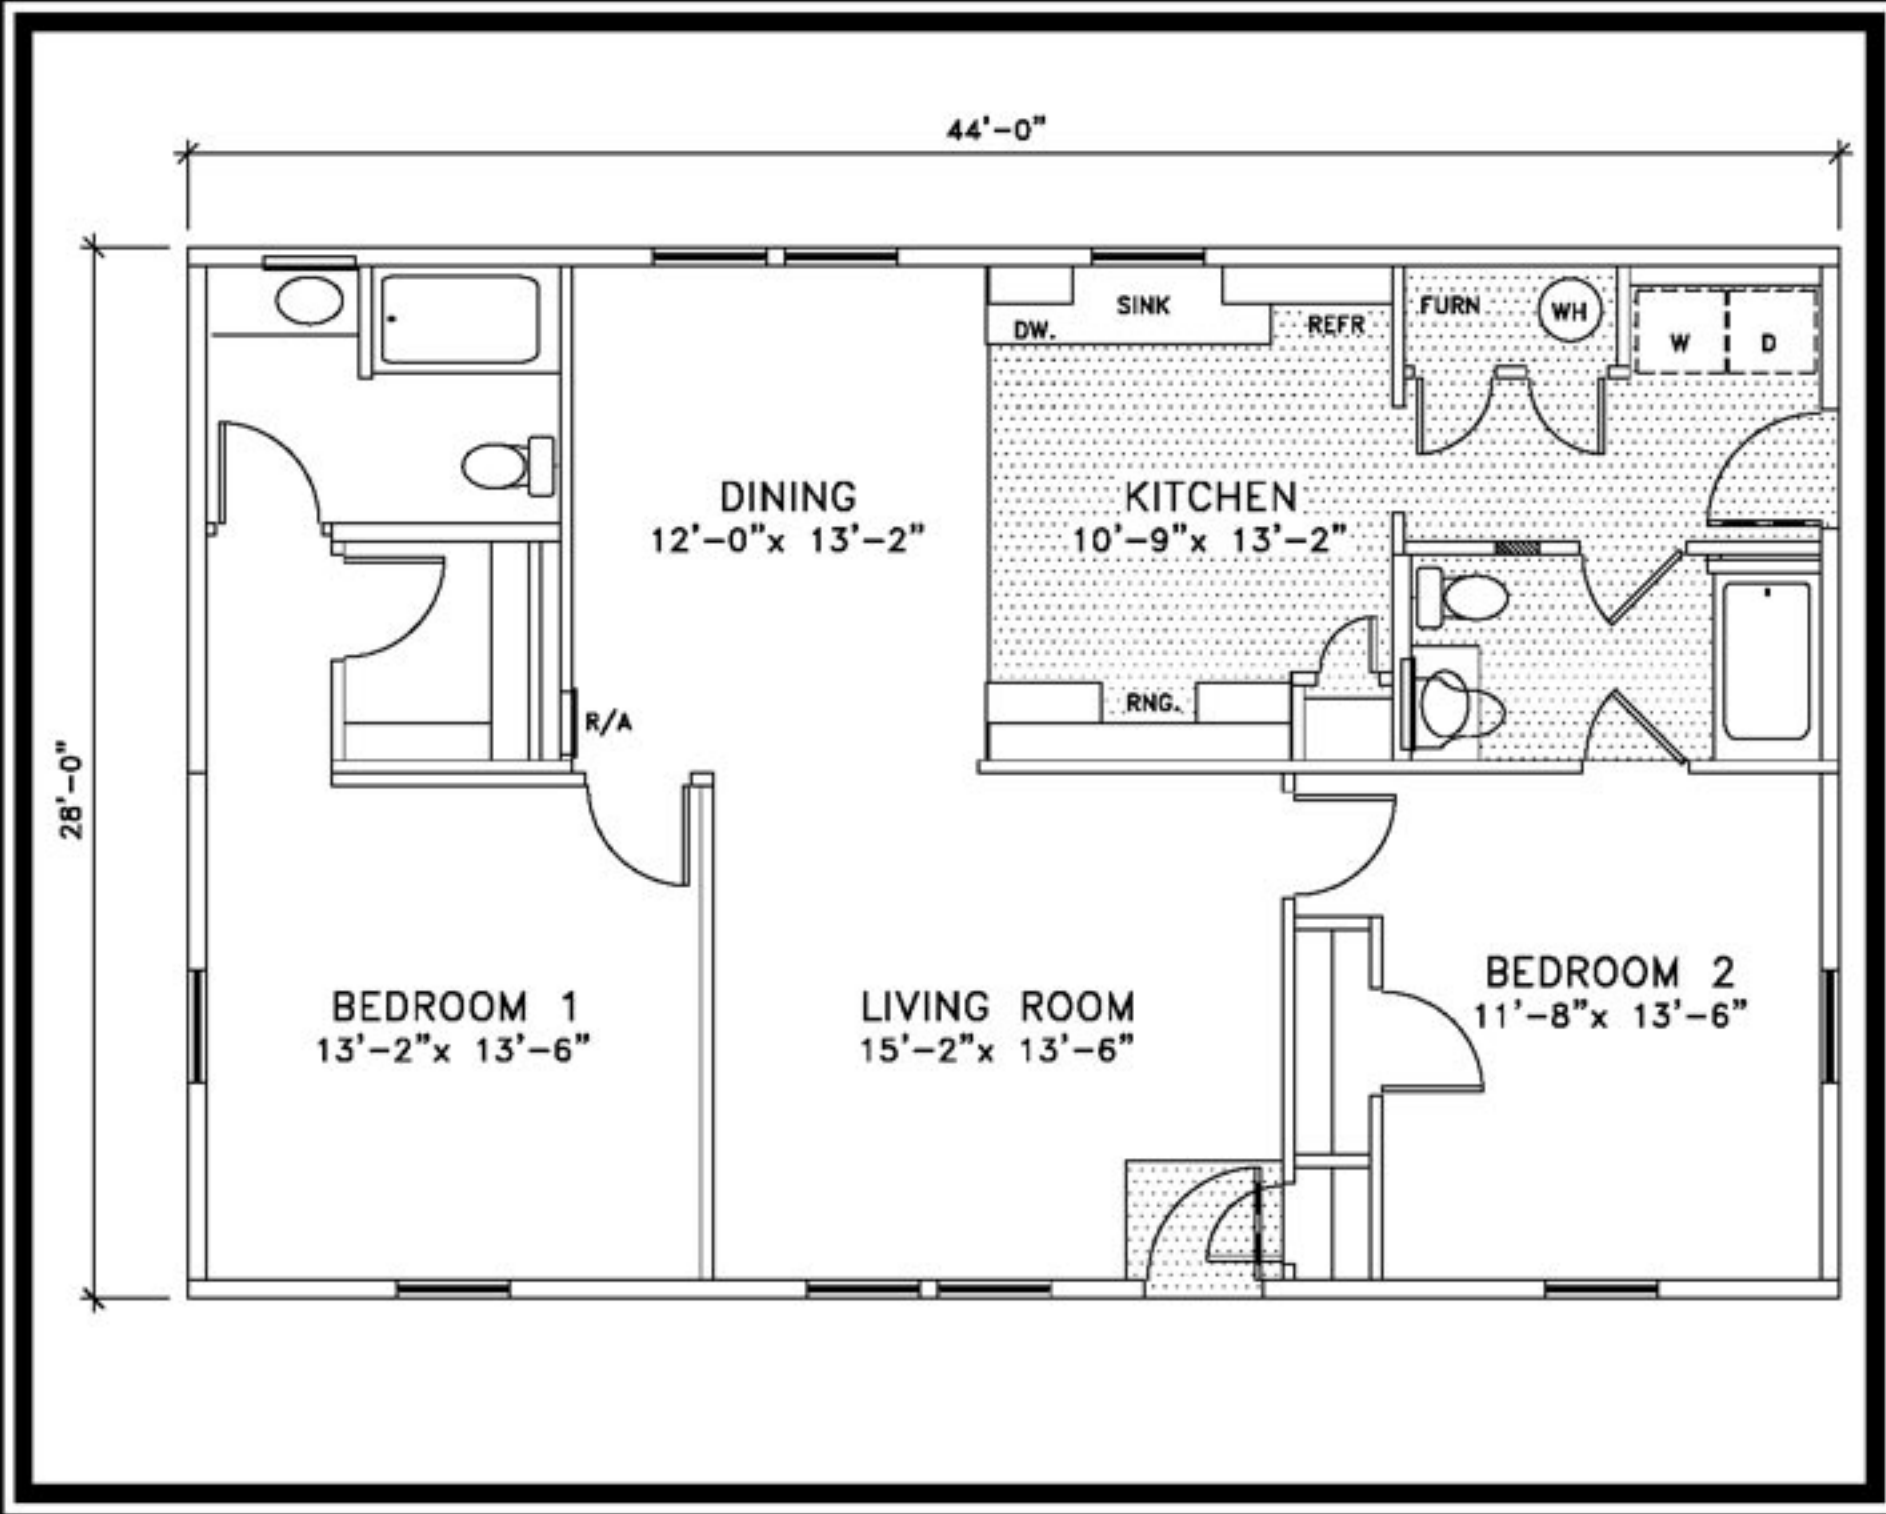 44'-0"
28'-0"
SINK
DW.
REFR
FURN
WH
W
D
DINING
12'-0"x 13'-2"
KITCHEN
10'-9"x 13'-2"
RNG.
R/A
BEDROOM 1
13'-2"x 13'-6"
LIVING ROOM
15'-2"x 13'-6"
BEDROOM 2
11'-8"x 13'-6"